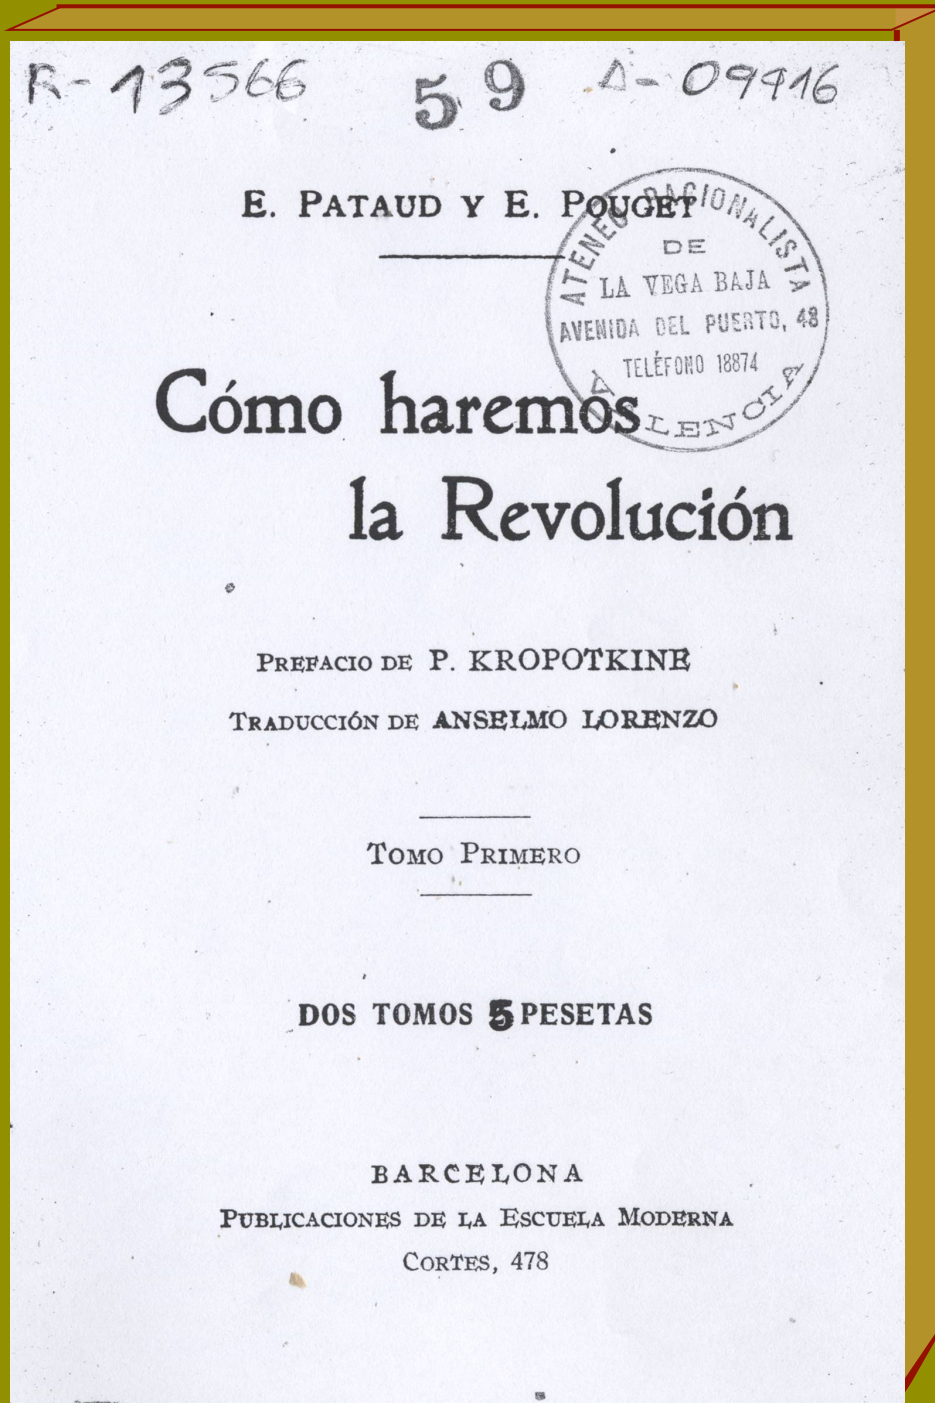 R- 13566 59 A- 09916
E. Pataud y E. Pouget
ATENEO RACIONALISTA
DE
LA VEGA BAJA
AVENIDA DEL PUERTO, 48
TELÉFONO 18874
VALENCIA
Cómo haremos
la Revolución
Prefacio de P. KROPOTKINE
Traducción de ANSELMO LORENZO
Tomo Primero
DOS TOMOS 5 PESETAS
BARCELONA
Publicaciones de la Escuela Moderna
Cortes, 478